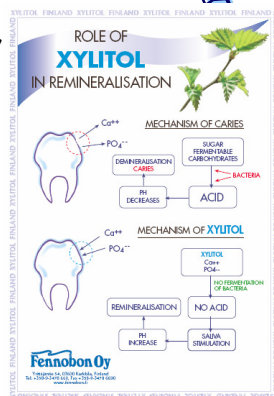 XYLITOL FINLAND XYLITOL FINLAND XYLITOL FINLAND XYLITOL
ROLE OF
XYLITOL
IN REMINERALISATION
Ca++
PO4--
MECHANISM OF CARIES
SUGAR
FERMENTABLE
CARBOHYDRATES
BACTERIA
DEMINERALISATION
CARIES
PH
DECREASES
ACID
MECHANISM OF XYLITOL
Ca++
PO4--
XYLITOL
Ca++
PO4--
NO FERMENTATION
OF BACTERIA
REMINERALISATION
NO ACID
PH
INCREASE
SALIVA
STIMULATION
Fennobon Oy